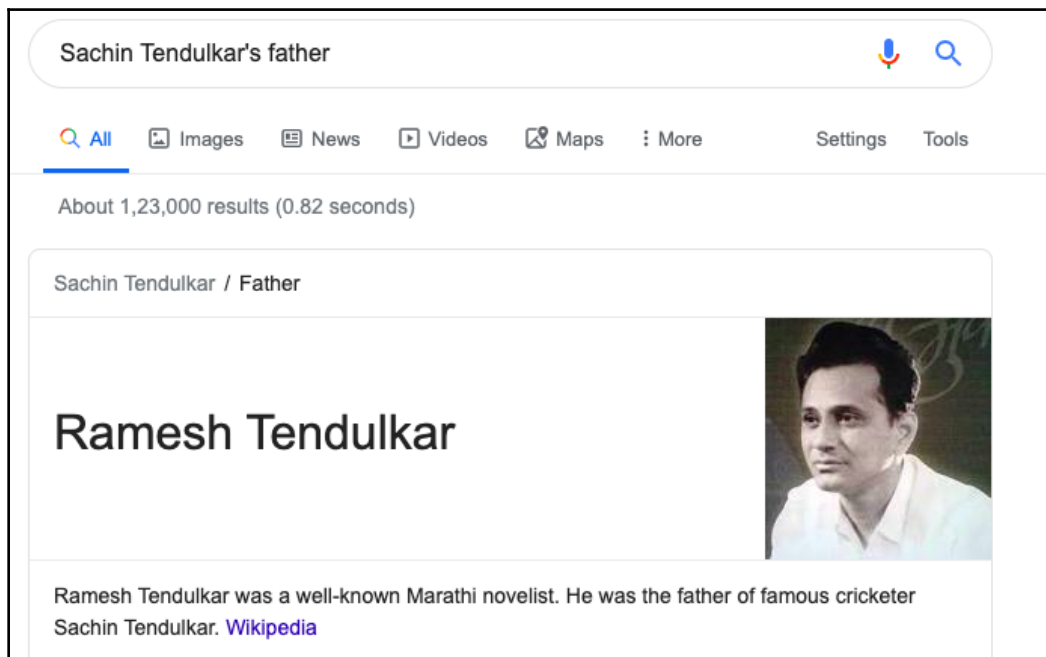 Sachin Tendulkar's father
All Images News Videos Maps More Settings Tools
About 1,23,000 results (0.82 seconds)
Sachin Tendulkar / Father
Ramesh Tendulkar
Ramesh Tendulkar was a well-known Marathi novelist. He was the father of famous cricketer
Sachin Tendulkar. Wikipedia